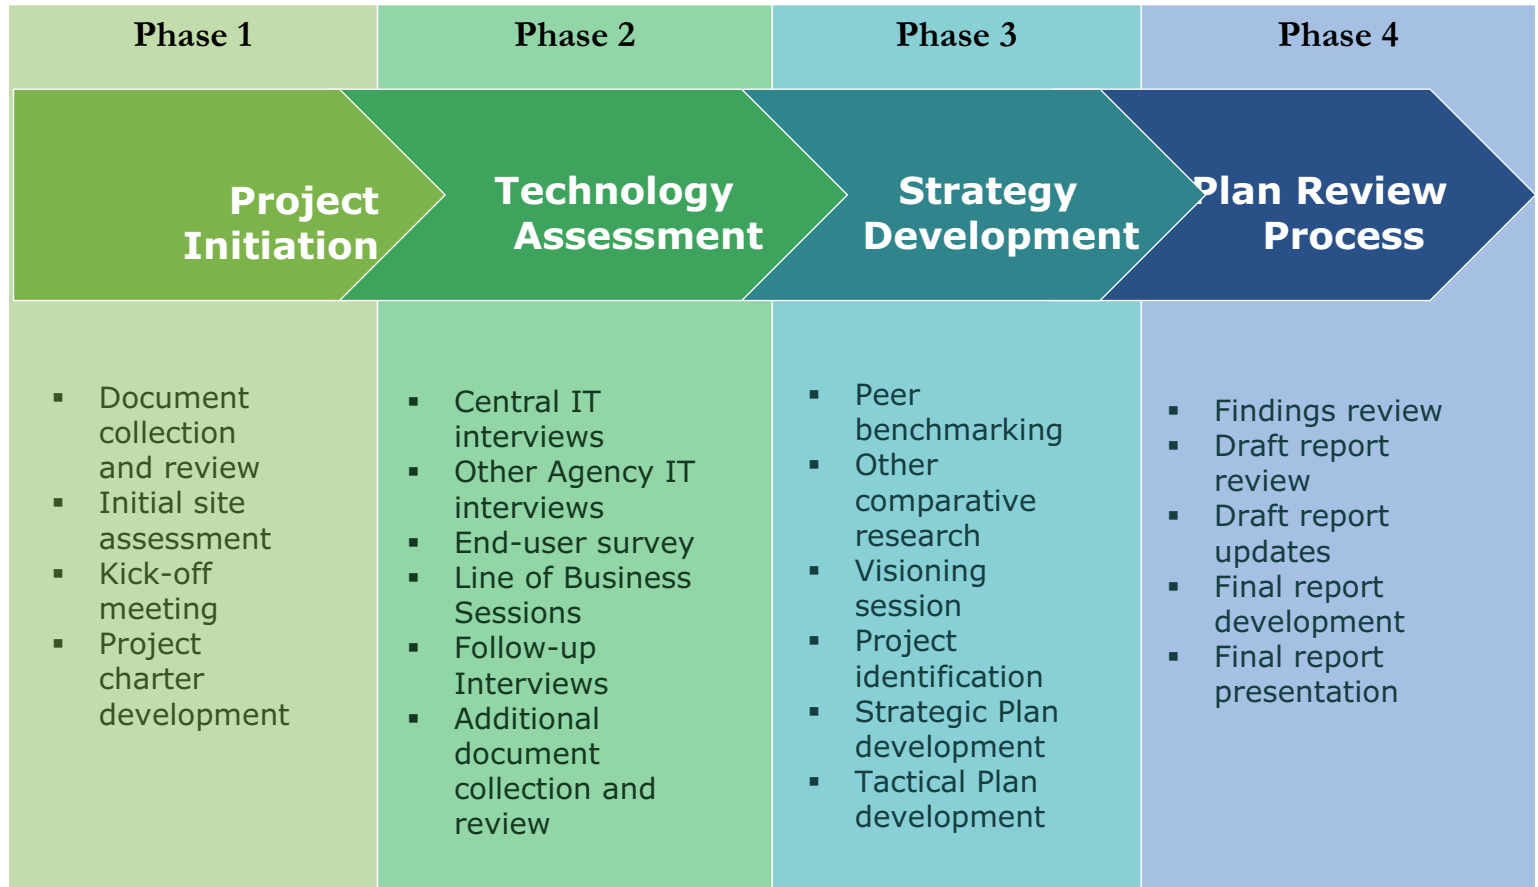 Phase 1
Phase 2
Phase 3
Phase 4
Project
Initiation
Technology
Assessment
Strategy
Development
Plan Review
Process
▪ Document
collection
and review
▪ Initial site
assessment
▪ Kick-off
meeting
▪ Project
charter
development
▪ Central IT
interviews
▪ Other Agency IT
interviews
▪ End-user survey
▪ Line of Business
Sessions
▪ Follow-up
Interviews
▪ Additional
document
collection and
review
▪ Peer
benchmarking
▪ Other
comparative
research
▪ Visioning
session
▪ Project
identification
▪ Strategic Plan
development
▪ Tactical Plan
development
▪ Findings review
▪ Draft report
review
▪ Draft report
updates
▪ Final report
development
▪ Final report
presentation